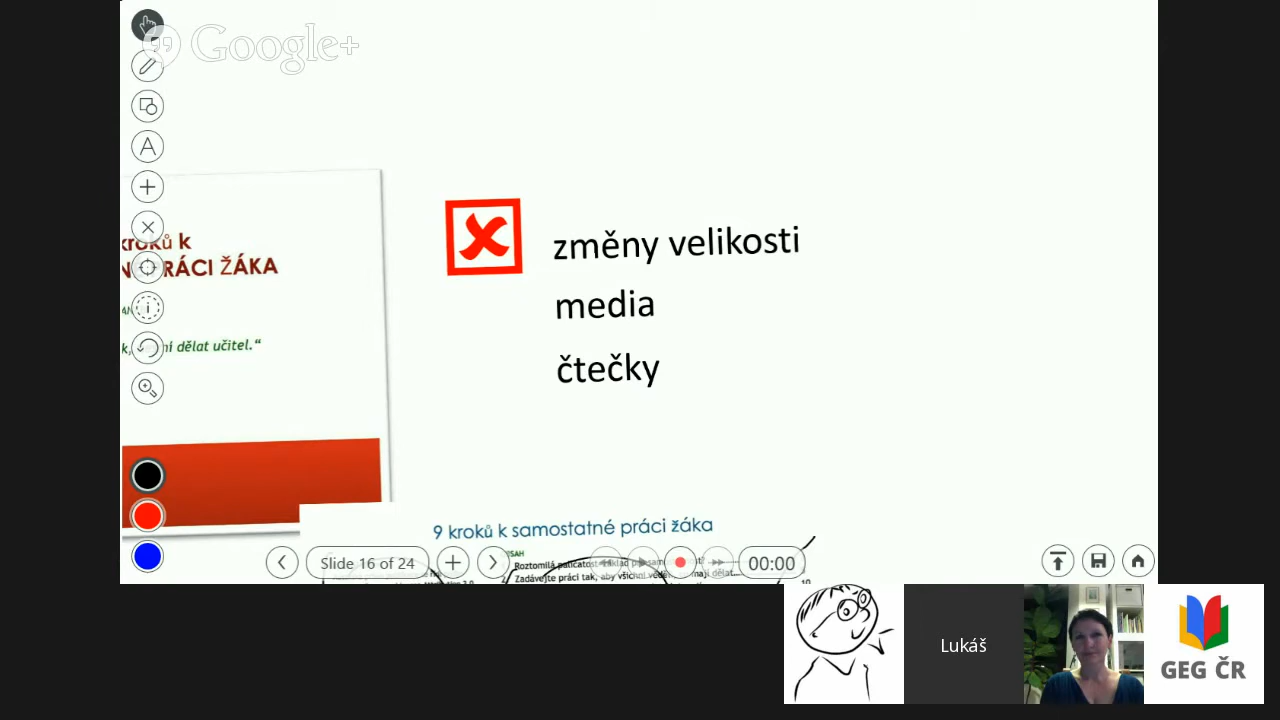 Google+
kroků k
PRÁCI ŽÁKA
dělat učitel.“
změny velikosti
media
čtečky
9 kroků k samostatné práci žáka
Slide 16 of 24
00:00
Lukáš
GEG ČR